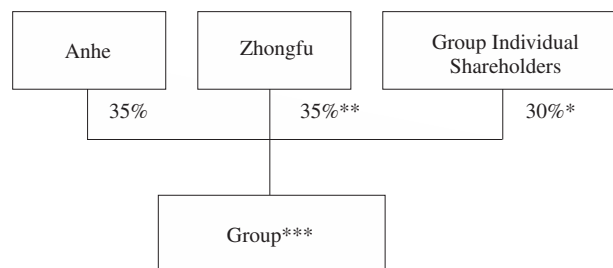 Anhe
Zhongfu
Group Individual
Shareholders
35%
35%**
30%*
Group***